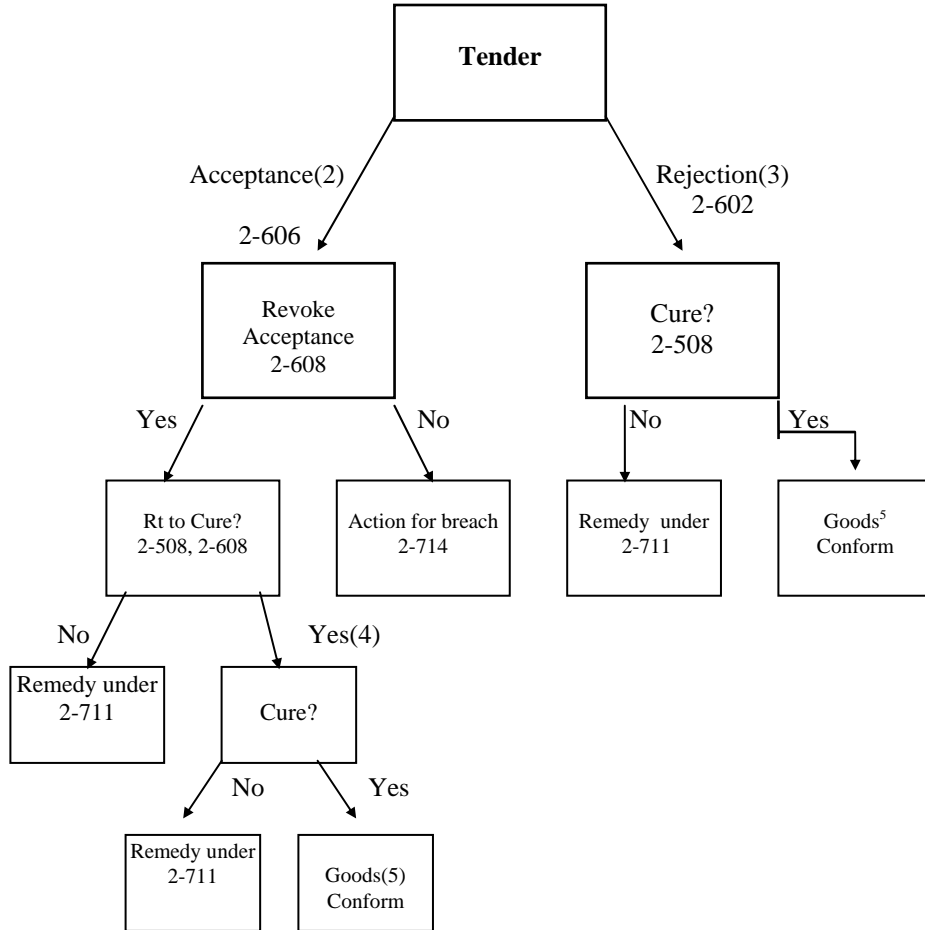 Tender
Acceptance(2)
Rejection(3)
2-602
2-606
Revoke
Acceptance
2-608
Cure?
2-508
Yes
No
No
Yes
Rt to Cure?
2-508, 2-608
Action for breach
2-714
Remedy under
2-711
Goods⁵
Conform
No
Yes(4)
Remedy under
2-711
Cure?
No
Yes
Remedy under
2-711
Goods(5)
Conform